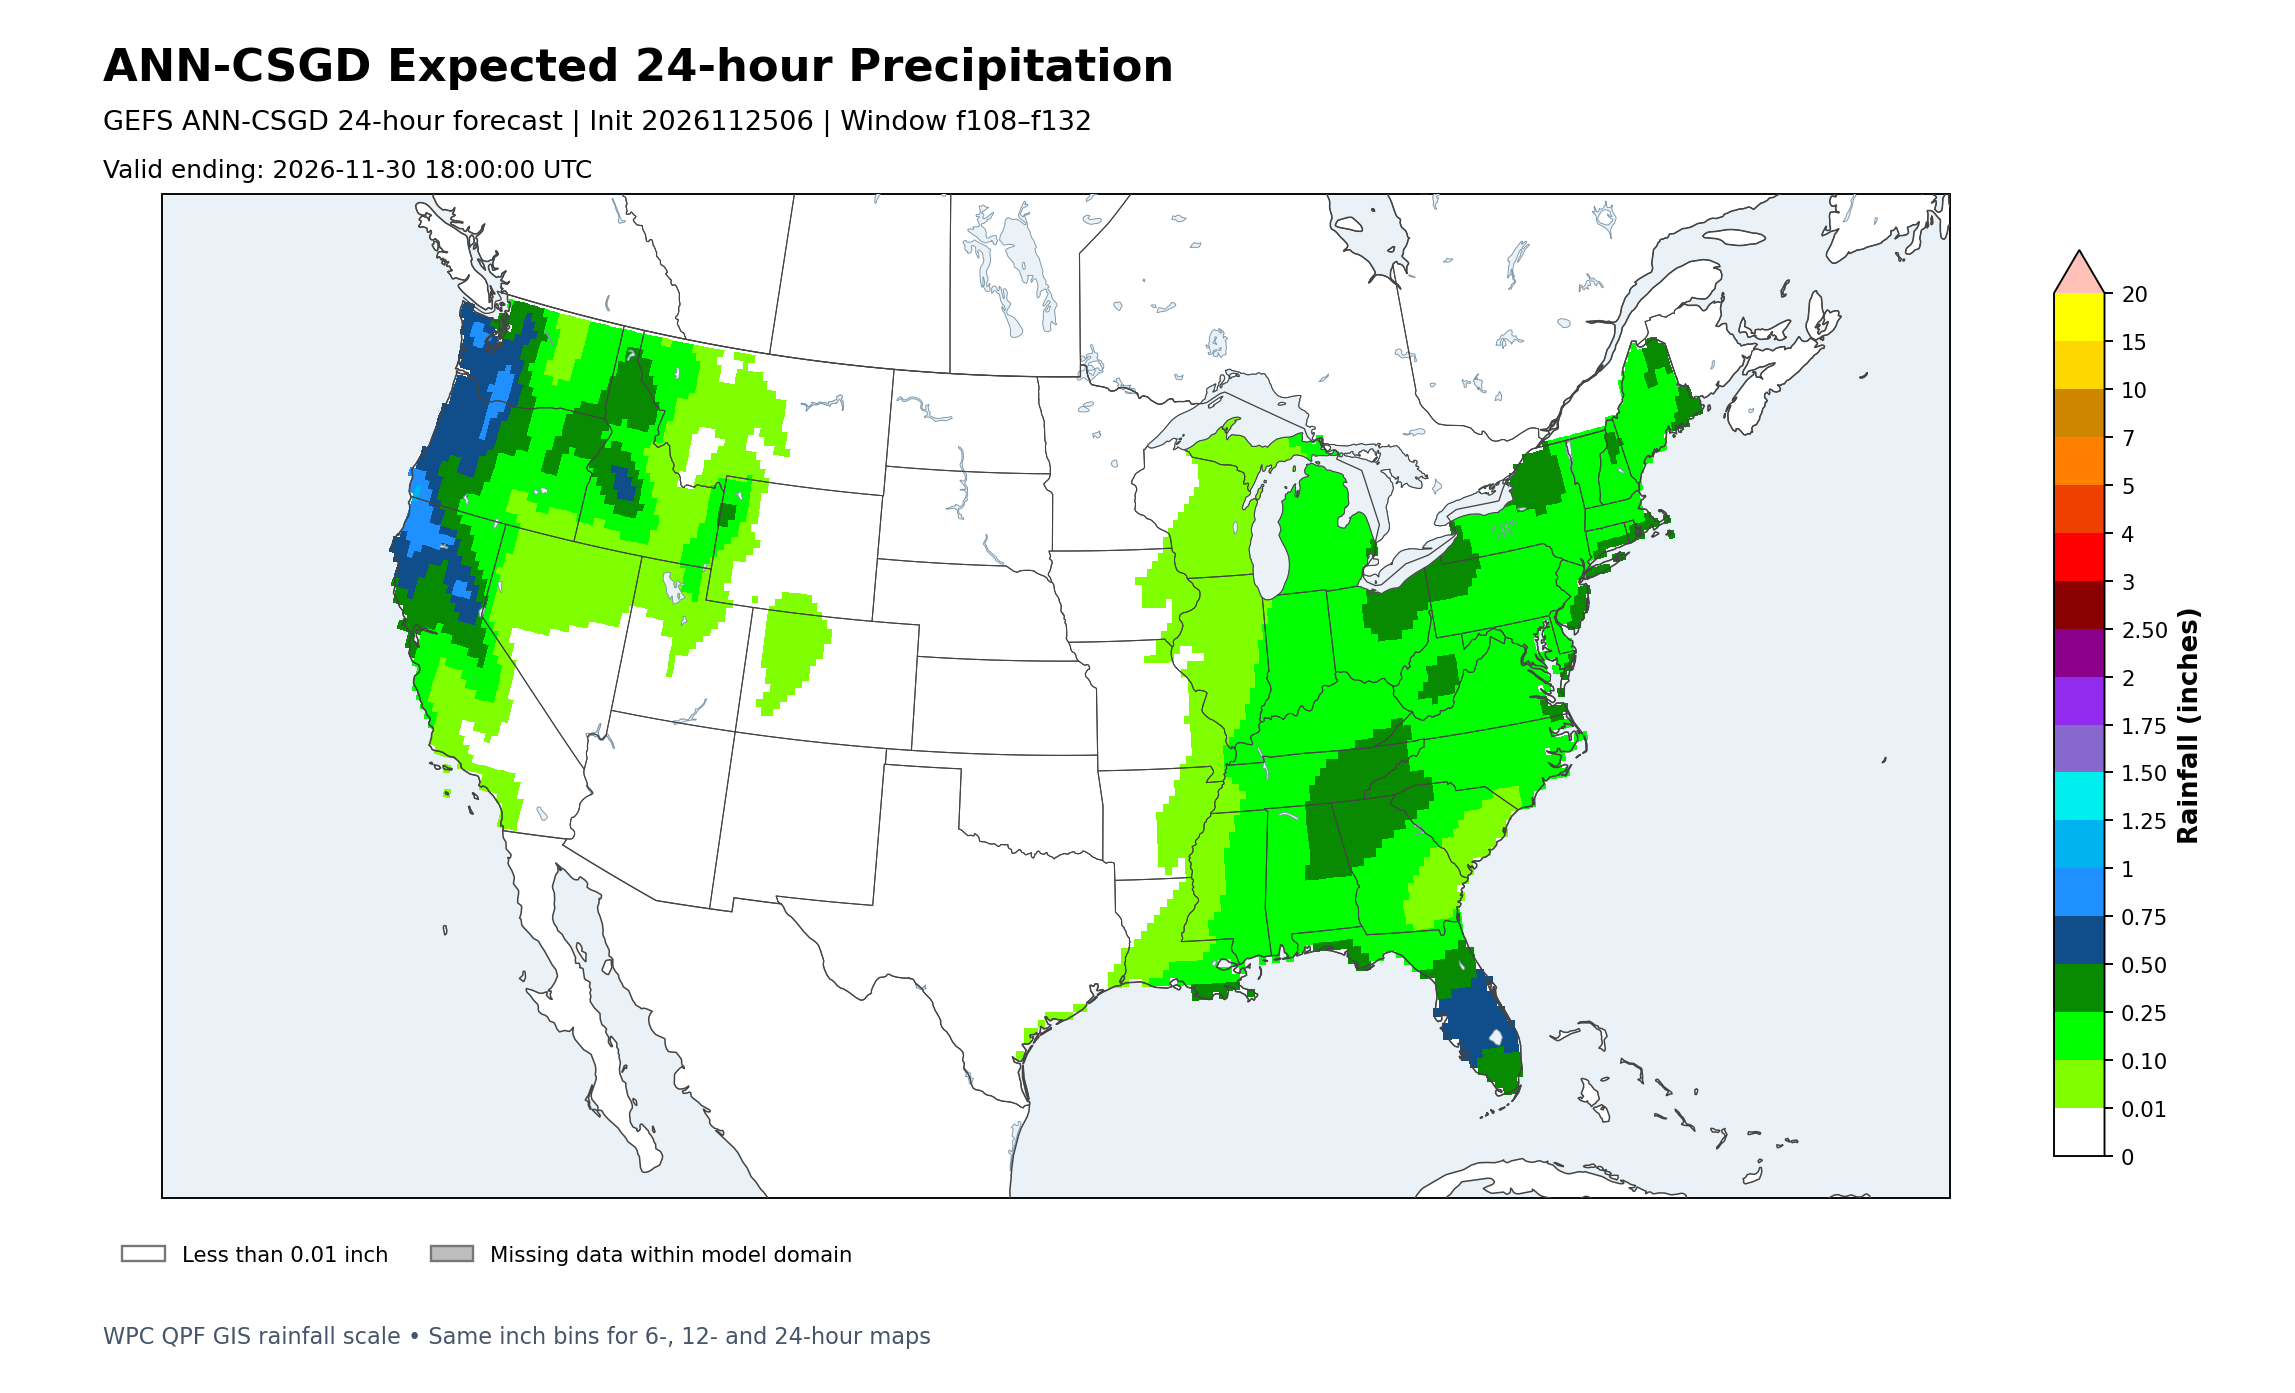 ANN-CSGD Expected 24-hour Precipitation
GEFS ANN-CSGD 24-hour forecast | Init 2026112506 | Window f108–f132
Valid ending: 2026-11-30 18:00:00 UTC
20
15
10
7
5
4
3
2.50
2
1.75
1.50
1.25
1
0.75
0.50
0.25
0.10
0.01
0
Rainfall (inches)
Less than 0.01 inch
Missing data within model domain
WPC QPF GIS rainfall scale • Same inch bins for 6-, 12- and 24-hour maps